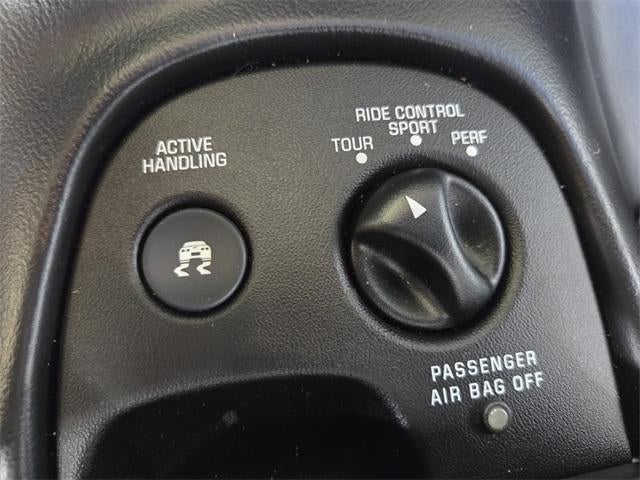 ACTIVE
HANDLING
RIDE CONTROL
TOUR SPORT PERF
PASSENGER
AIR BAG OFF